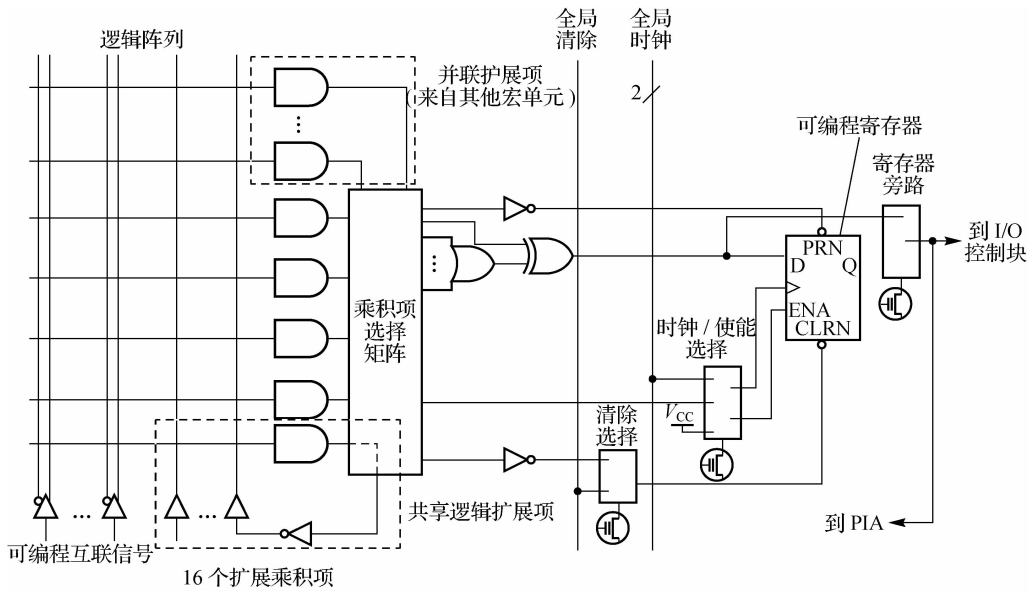 全局
清除
全局
时钟
逻辑阵列
并联扩展项
(来自其他宏单元)
2
可编程寄存器
寄存器
旁路
到 I/O
控制块
PRN
D
Q
ENA
CLRN
乘积项
选择
矩阵
时钟 / 使能
选择
VCC
清除
选择
共享逻辑扩展项
到 PIA
可编程互联信号
16 个扩展乘积项